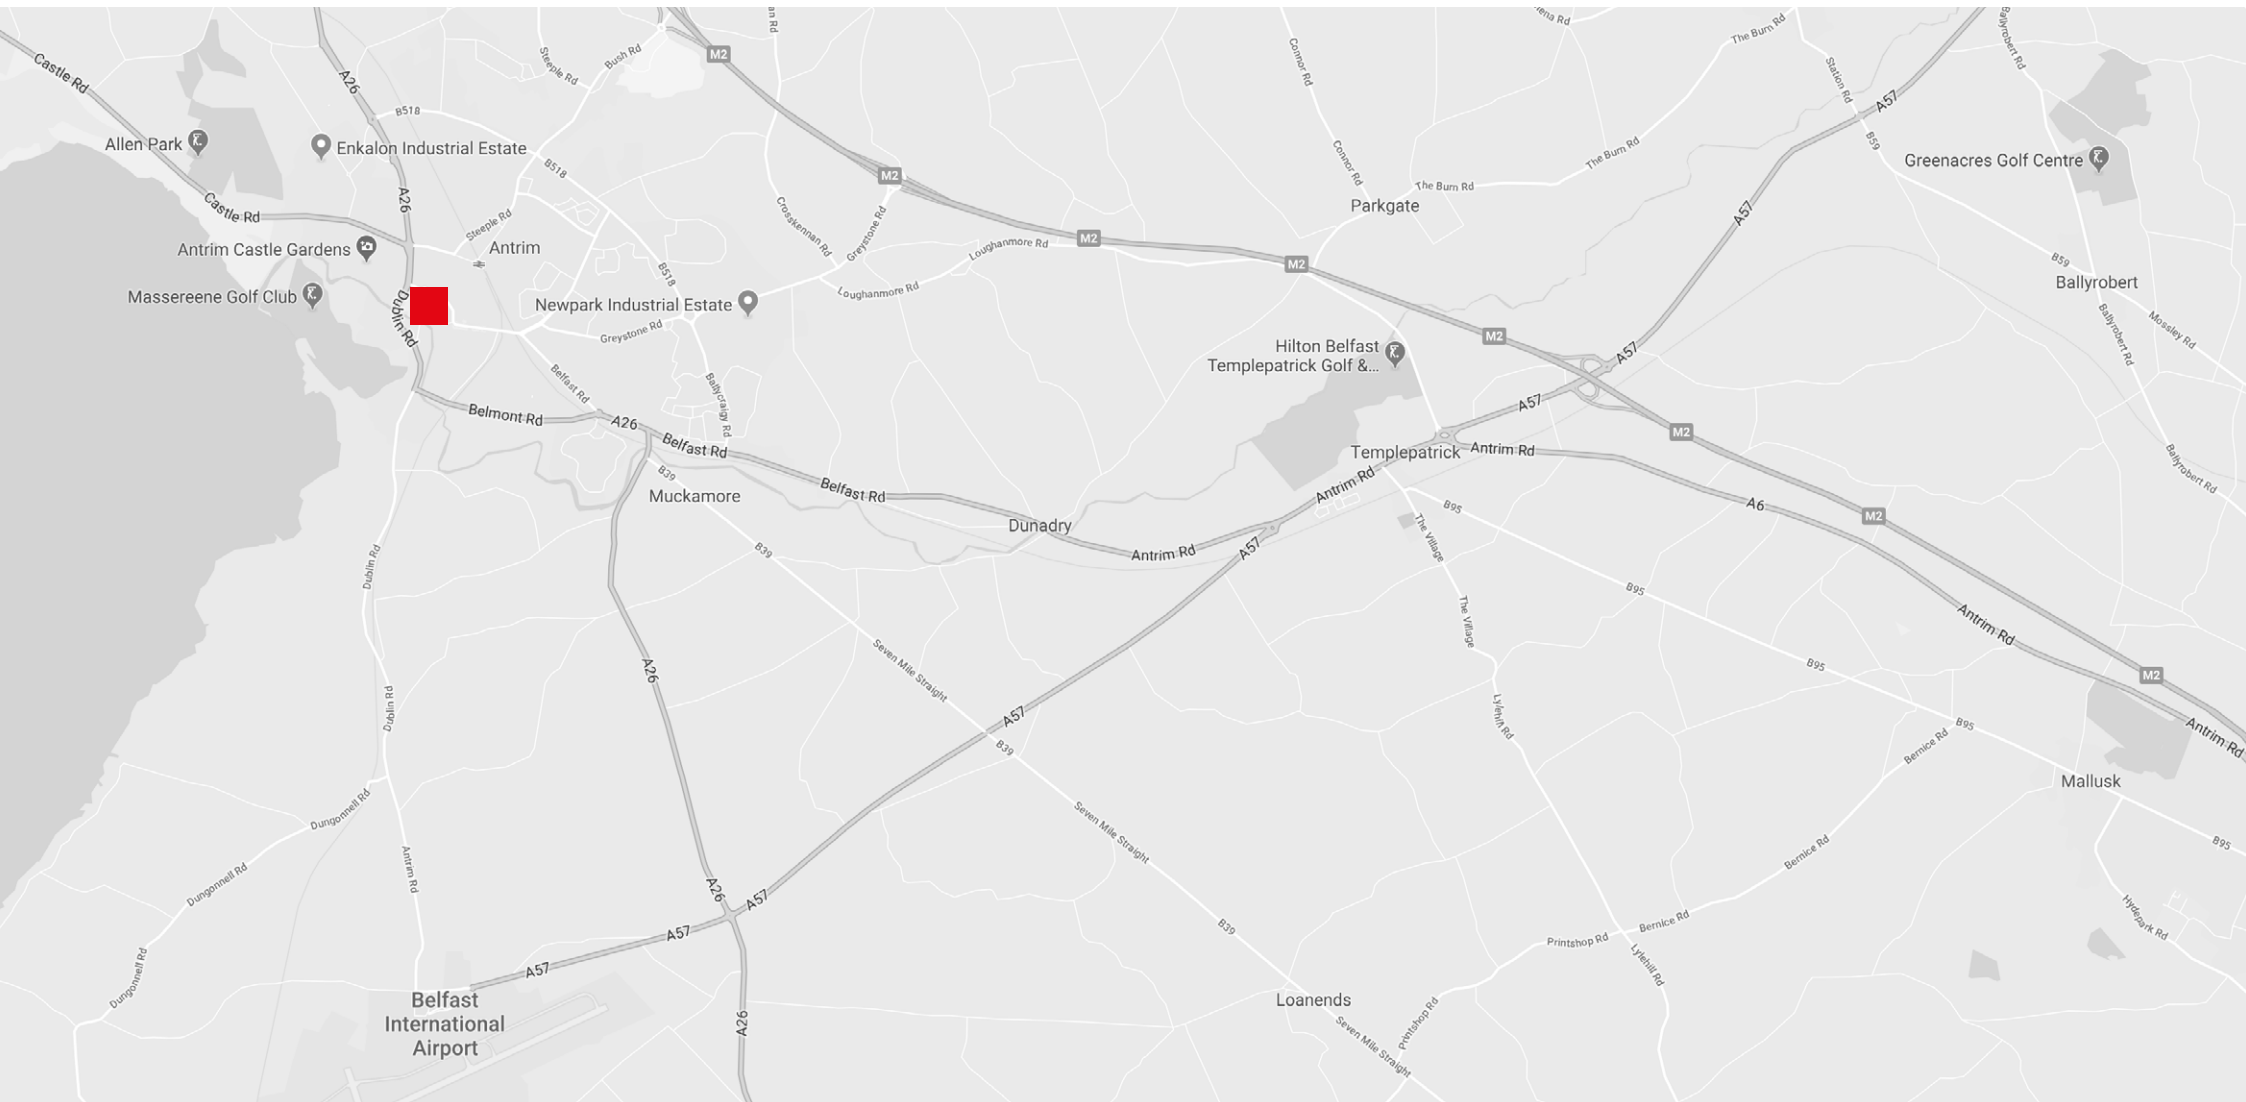 an Rd
ena Rd
The Burn Rd
Ballyrobert Rd
M2
Bush Rd
Steeple Rd
Connor Rd
Station Rd
Castle Rd
A26
A57
B518
B59
Allen Park
Enkalon Industrial Estate
B518
The Burn Rd
Connor Rd
Greenacres Golf Centre
M2
A26
The Burn Rd
Parkgate
Castle Rd
Steeple Rd
Crosskennan Rd
Greystone Rd
A57
Antrim Castle Gardens
Antrim
Loughanmore Rd
M2
M2
B518
B59
Ballyrobert
Massereene Golf Club
Dublin Rd
Newpark Industrial Estate
Loughanmore Rd
Greystone Rd
M2
Ballyrobert Rd
Mossley Rd
Hilton Belfast
Templepatrick Golf &...
A57
Belfast Rd
Ballycraigy Rd
A57
Belmont Rd
A26
Belfast Rd
M2
Templepatrick
Antrim Rd
Ballyrobert Rd
B39
Muckamore
Belfast Rd
Antrim Rd
B95
A6
M2
Dunadry
Antrim Rd
A57
The Village
B39
Dublin Rd
B95
The Village
Antrim Rd
Seven Mile Straight
A26
B95
M2
Dublin Rd
A57
Lylehill Rd
B95
Antrim Rd
B39
Bernice Rd
Mallusk
Dungonnell Rd
Seven Mile Straight
B95
Bernice Rd
Antrim Rd
Dungonnell Rd
A26
A57
Hydepark Rd
B39
Bernice Rd
A57
Printshop Rd
Dungonnell Rd
A57
Lylehill Rd
Belfast
International
Airport
Loanends
A26
Printshop Rd
Seven Mile Straight